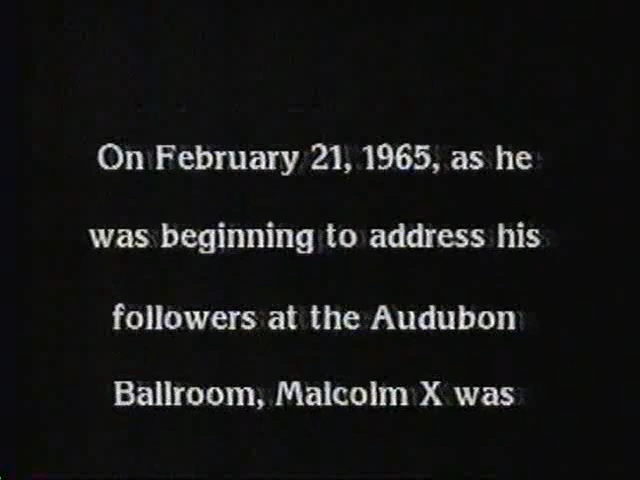 On February 21, 1965, as he
was beginning to address his
followers at the Audubon
Ballroom, Malcolm X was